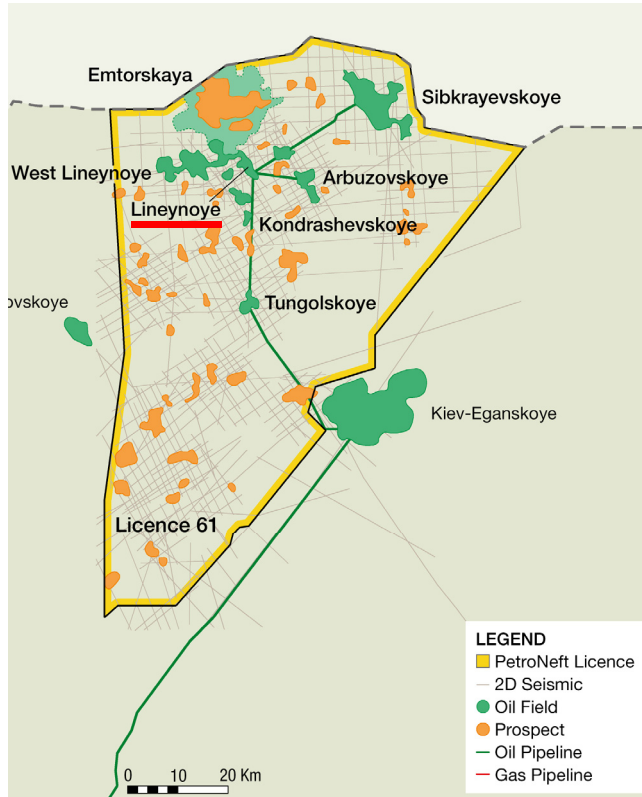 Emtorskaya
Sibkrayevskoye
West Lineynoye
Arbuzovskoye
Lineynoye
Kondrashevskoye
ovskoye
Tungolskoye
Kiev-Eganskoye
Licence 61
LEGEND
PetroNeft Licence
2D Seismic
Oil Field
Prospect
Oil Pipeline
Gas Pipeline
0 10 20 Km